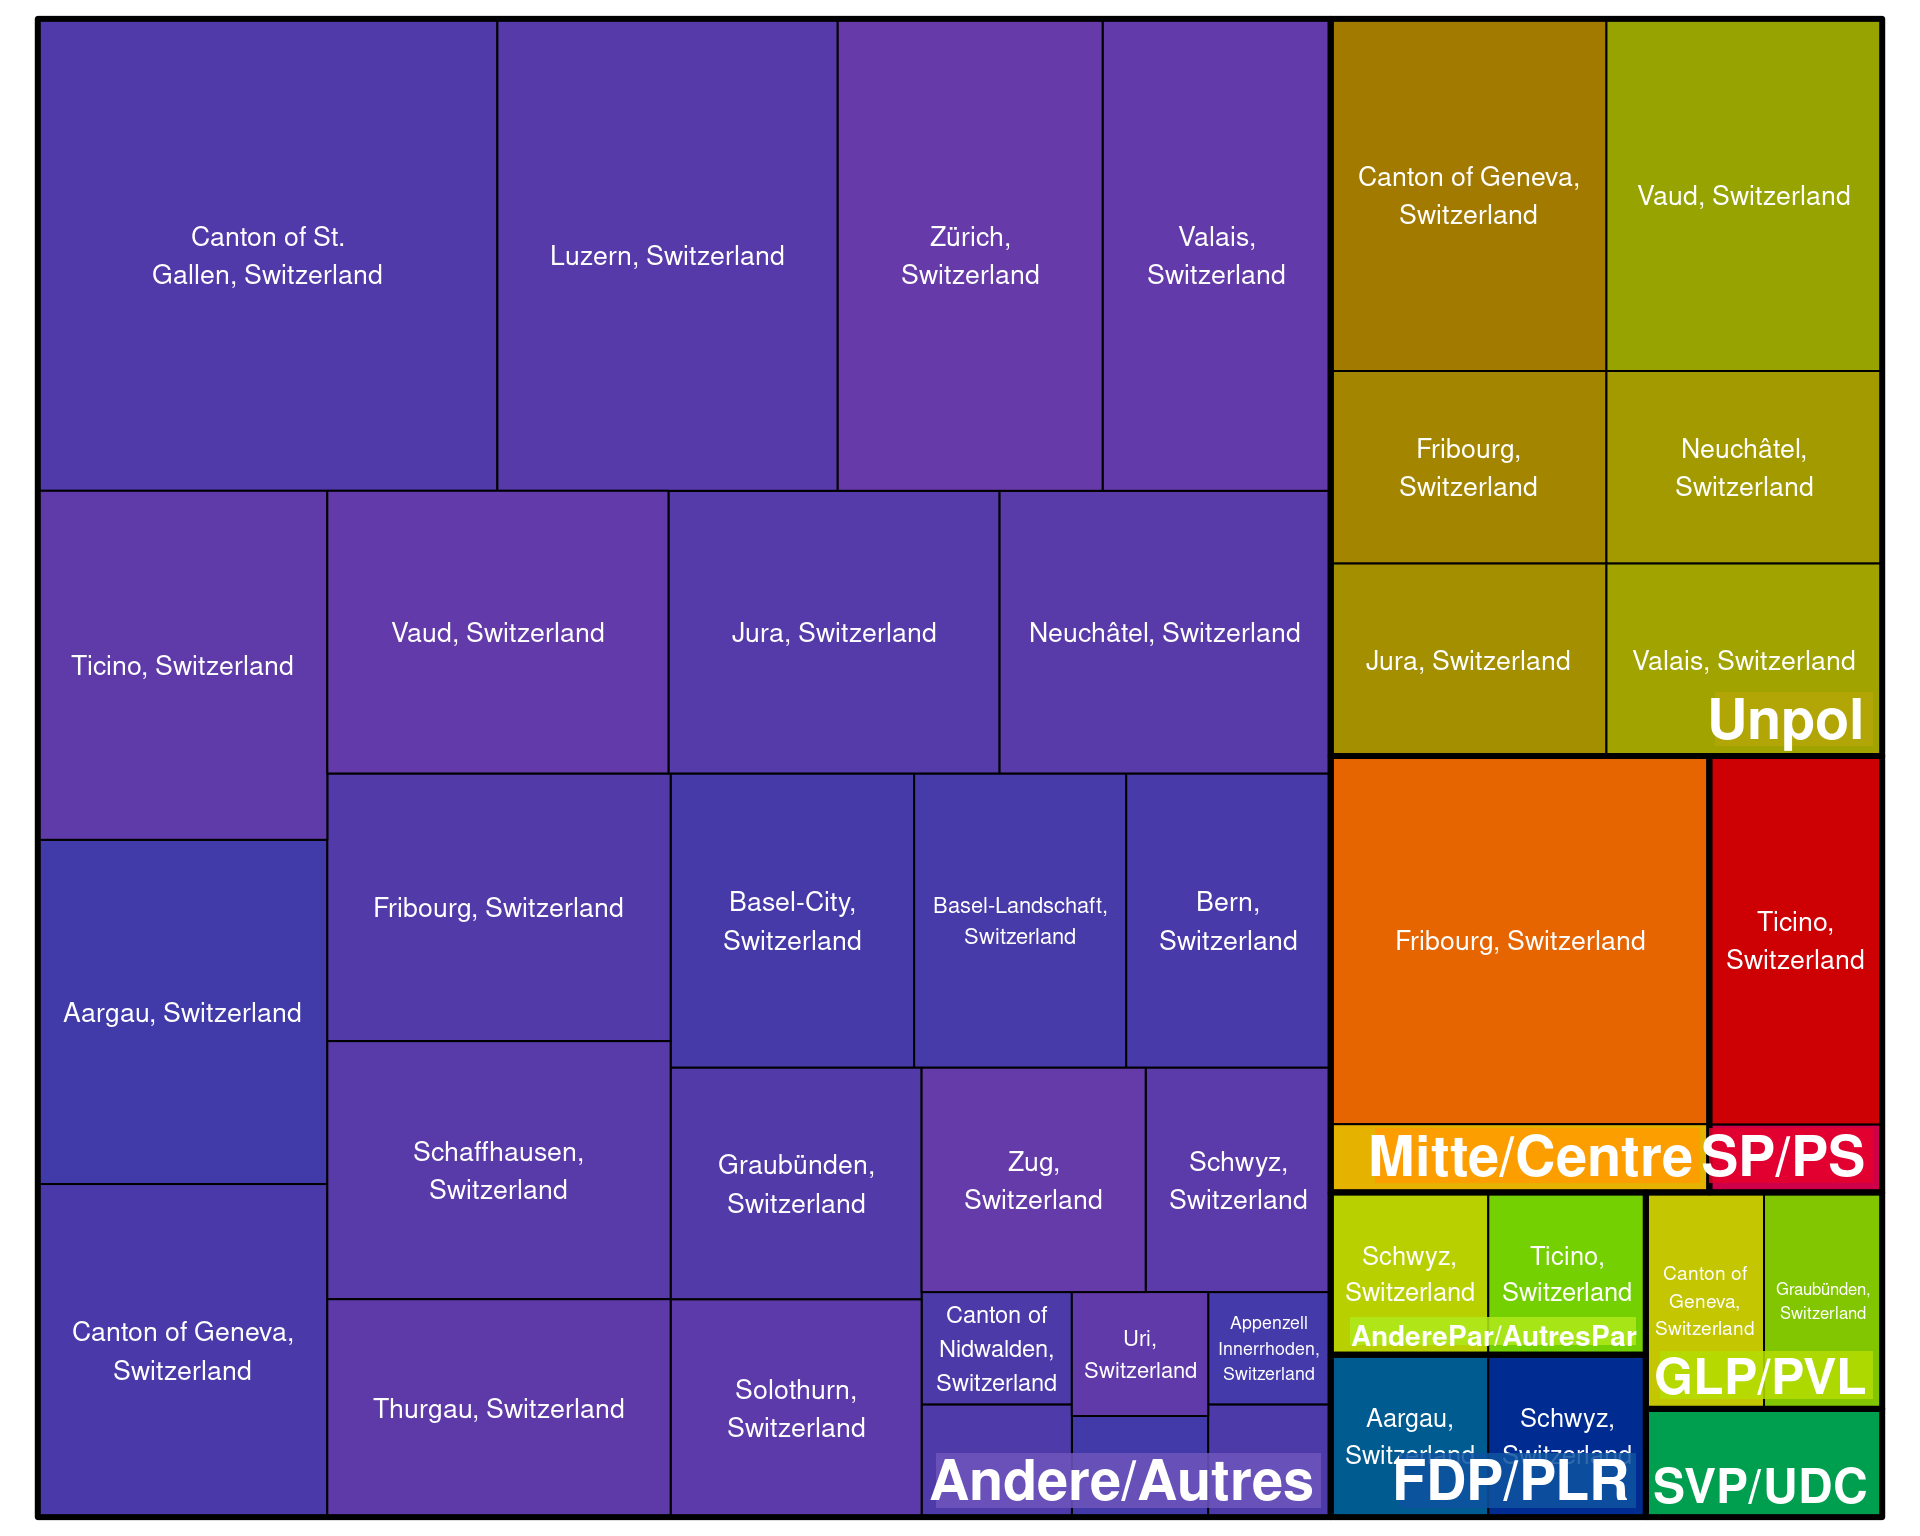 Canton of St.
Gallen, Switzerland
Luzern, Switzerland
Zürich,
Switzerland
Valais,
Switzerland
Ticino, Switzerland
Vaud, Switzerland
Jura, Switzerland
Neuchâtel, Switzerland
Aargau, Switzerland
Fribourg, Switzerland
Basel-City,
Switzerland
Basel-Landschaft,
Switzerland
Bern,
Switzerland
Schaffhausen,
Switzerland
Graubünden,
Switzerland
Zug,
Switzerland
Schwyz,
Switzerland
Canton of Geneva,
Switzerland
Thurgau, Switzerland
Solothurn,
Switzerland
Canton of
Nidwalden,
Switzerland
Uri,
Switzerland
Appenzell
Innerrhoden,
Switzerland
Andere/Autres
Canton of Geneva,
Switzerland
Vaud, Switzerland
Fribourg,
Switzerland
Neuchâtel,
Switzerland
Jura, Switzerland
Valais, Switzerland
Unpol
Fribourg, Switzerland
Mitte/Centre
Ticino,
Switzerland
SP/PS
Schwyz,
Switzerland
Ticino,
Switzerland
AnderePar/AutresPar
Canton of
Geneva,
Switzerland
Graubünden,
Switzerland
GLP/PVL
Aargau,
Switzerland
Schwyz,
Switzerland
FDP/PLR
SVP/UDC